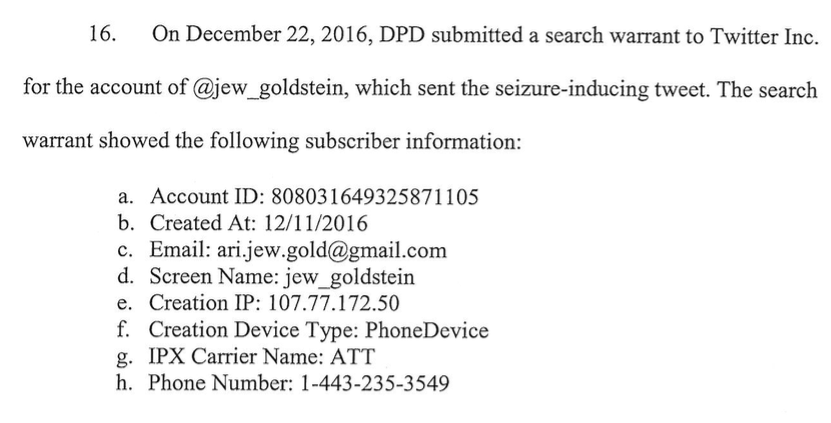 16. On December 22, 2016, DPD submitted a search warrant to Twitter Inc.
for the account of @jew_goldstein, which sent the seizure-inducing tweet. The search
warrant showed the following subscriber information:
a. Account ID: 808031649325871105
b. Created At: 12/11/2016
c. Email: ari.jew.gold@gmail.com
d. Screen Name: jew_goldstein
e. Creation IP: 107.77.172.50
f. Creation Device Type: PhoneDevice
g. IPX Carrier Name: ATT
h. Phone Number: 1-443-235-3549